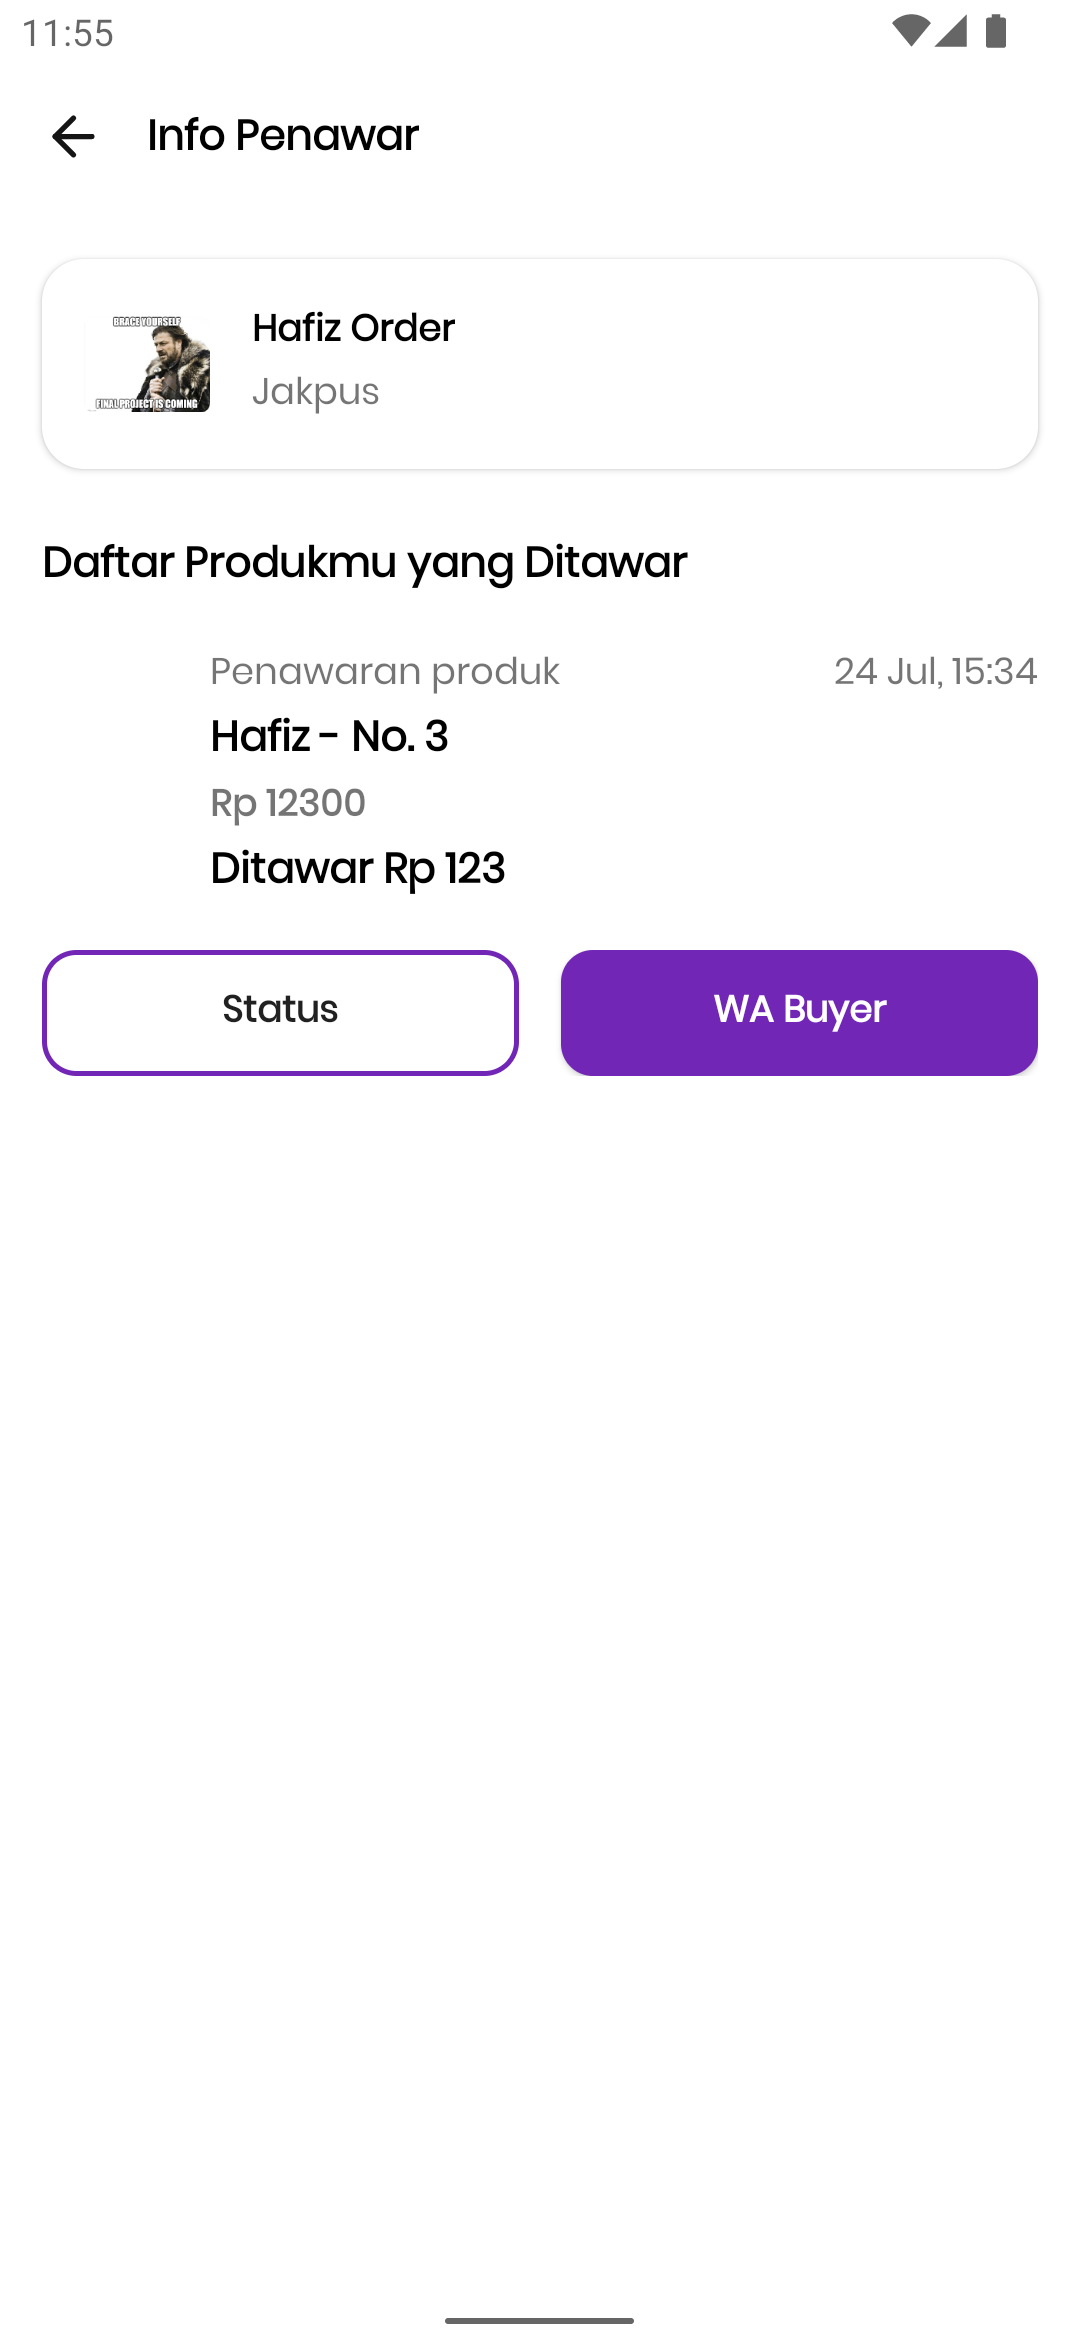 11:55
Info Penawar
BRACE YOURSELF
FINAL PROJECT IS COMING
Hafiz Order
Jakpus
Daftar Produkmu yang Ditawar
Penawaran produk
24 Jul, 15:34
Hafiz - No. 3
Rp 12300
Ditawar Rp 123
Status
WA Buyer